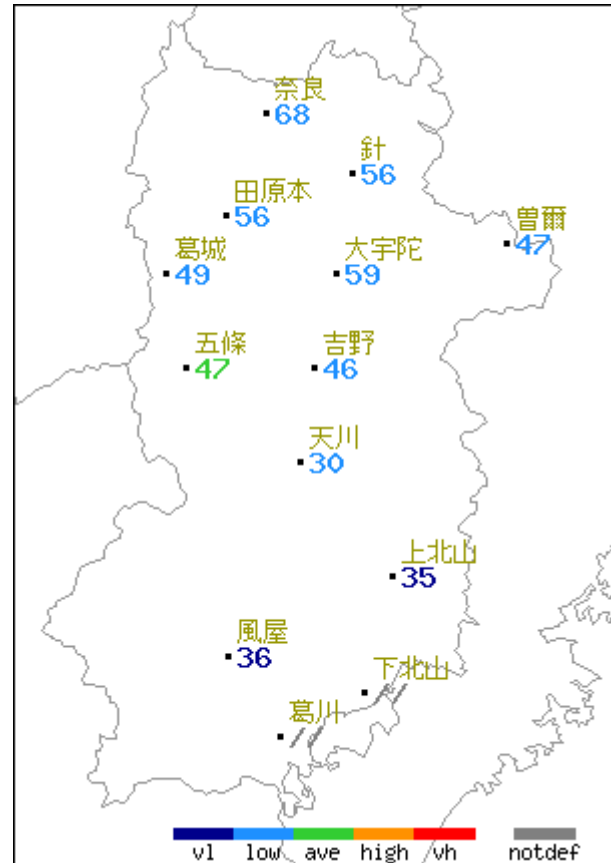 奈良
68
針
56
田原本
56
曽爾
47
葛城
49
大宇陀
59
五條
47
吉野
46
天川
30
上北山
35
風屋
36
下北山
//
葛川
//
vl low ave high vh notdef